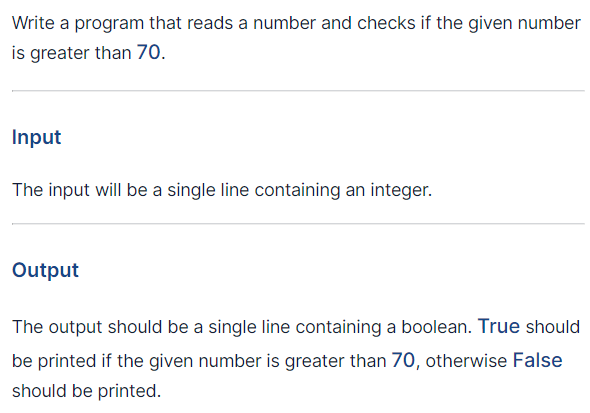 Write a program that reads a number and checks if the given number
is greater than 70.
Input
The input will be a single line containing an integer.
Output
The output should be a single line containing a boolean. True should
be printed if the given number is greater than 70, otherwise False
should be printed.